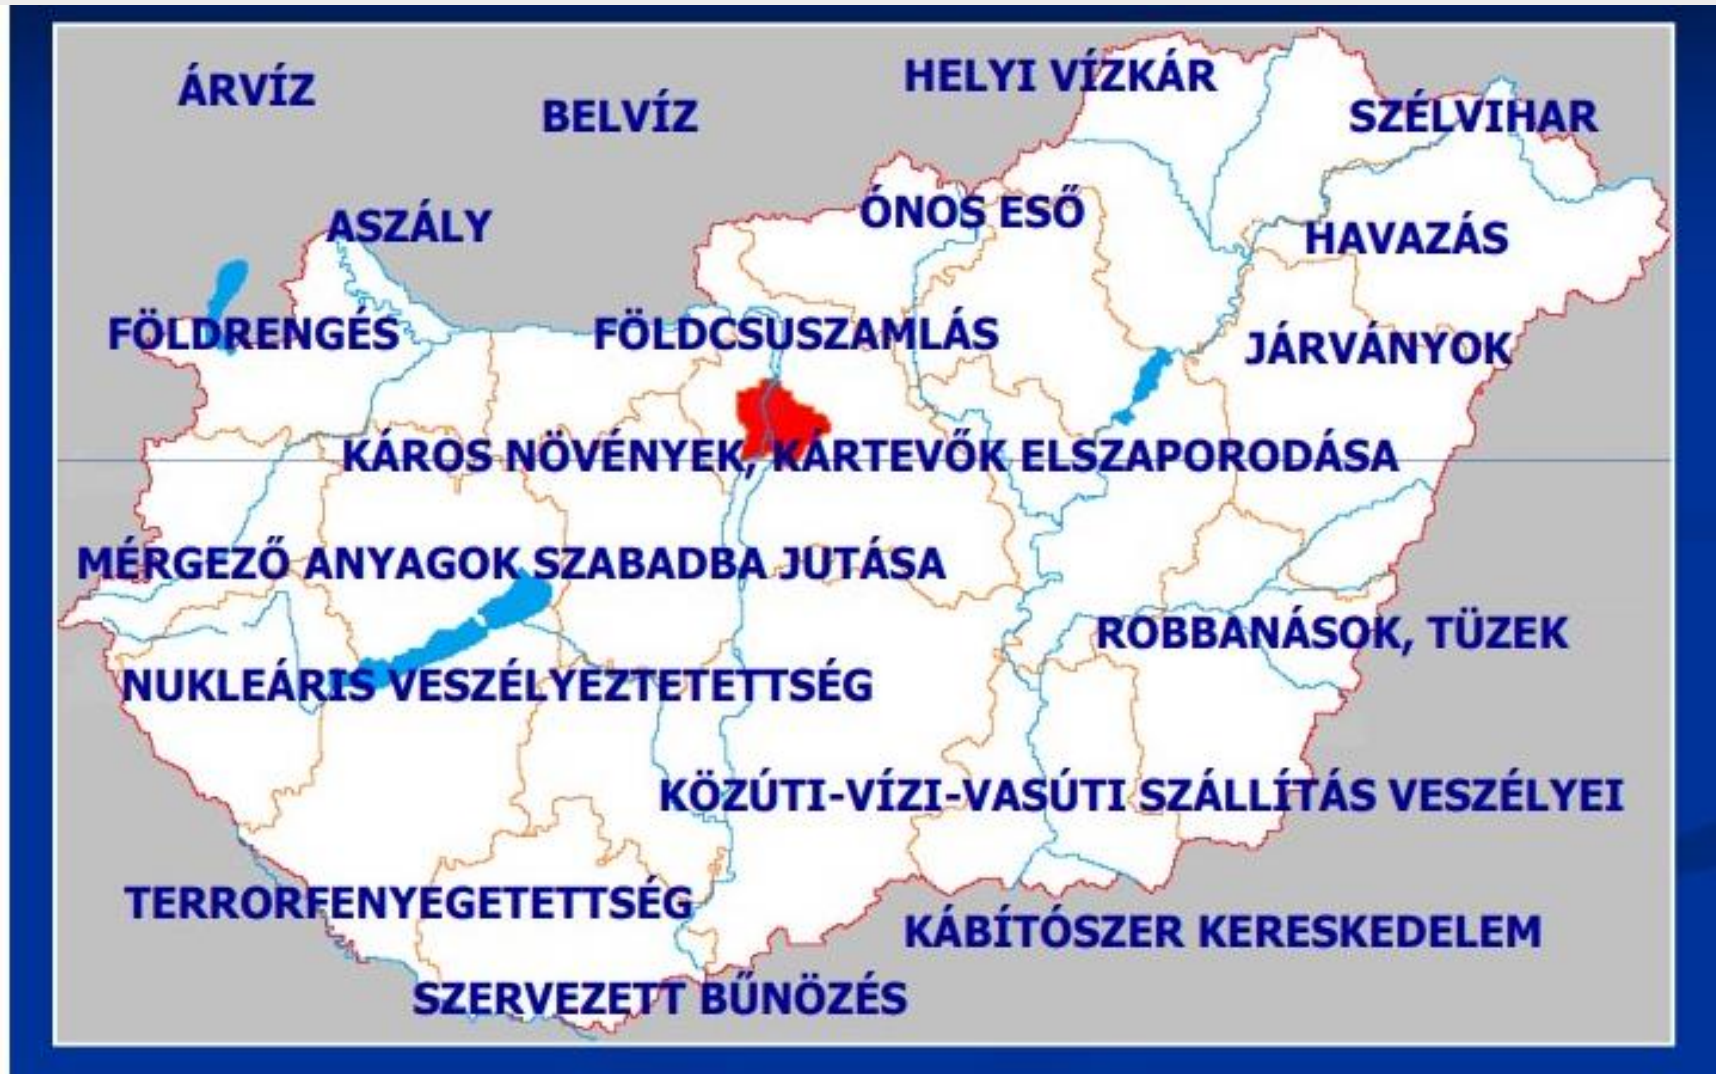 ÁRVÍZ
BELVÍZ
HELYI VÍZKÁR
SZÉLVIHAR
ASZÁLY
ÓNOS ESŐ
HAVAZÁS
FÖLDRENGÉS
FÖLDCSUSZAMLÁS
JÁRVÁNYOK
KÁROS NÖVÉNYEK, KÁRTEVŐK ELSZAPORODÁSA
MÉRGEZŐ ANYAGOK SZABADBA JUTÁSA
ROBBANÁSOK, TÜZEK
NUKLEÁRIS VESZÉLYEZTETETTSÉG
KÖZÚTI-VÍZI-VASÚTI SZÁLLÍTÁS VESZÉLYEI
TERRORFENYEGETETTSÉG
KÁBÍTÓSZER KERESKEDELEM
SZERVEZETT BŰNÖZÉS